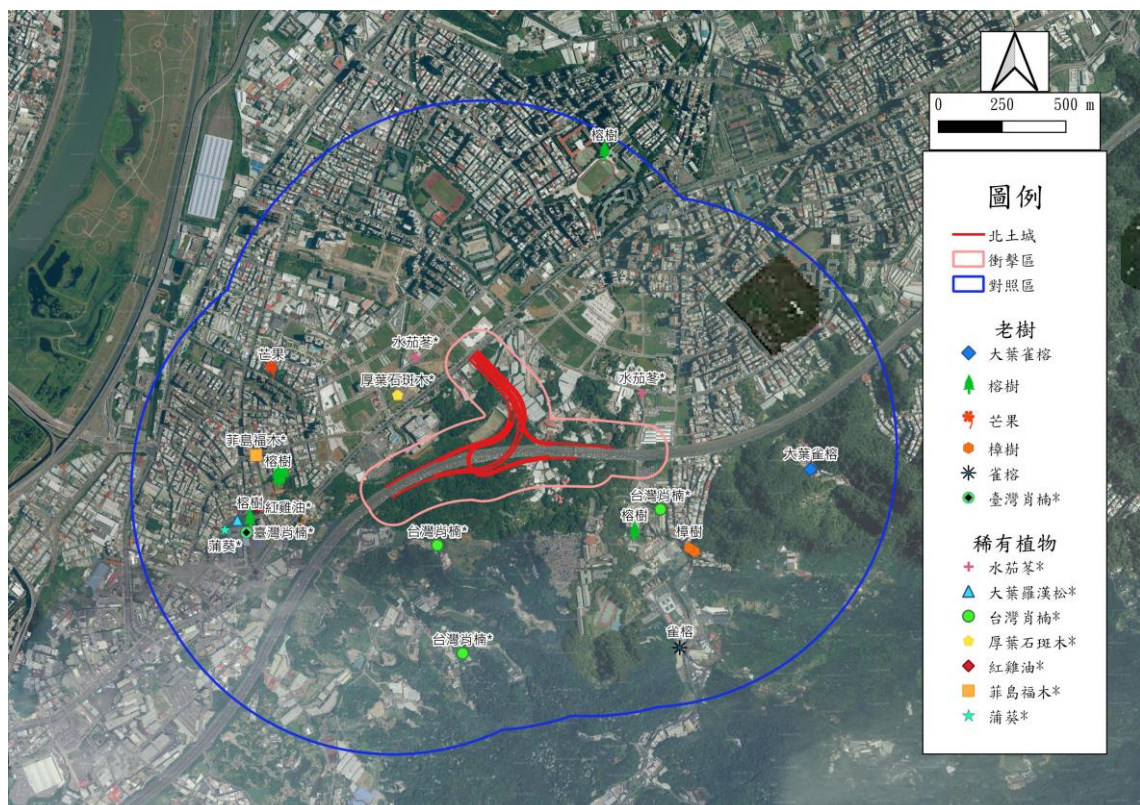 榕樹
0 250 500 m
圖例
北土城
衝擊區
對照區
老樹
大葉雀榕
榕樹
芒果
樟樹
雀榕
臺灣肖楠*
稀有植物
水茄苳*
大葉羅漢松*
台灣肖楠*
厚葉石斑木*
紅雞油*
菲島福木*
蒲葵*
水茄苳*
芒果
厚葉石斑木*
水茄苳*
菲島福木*
榕樹
大葉雀榕
榕樹
紅雞油*
台灣肖楠*
蒲葵*
臺灣肖楠*
台灣肖楠*
榕樹
樟樹
台灣肖楠*
雀榕